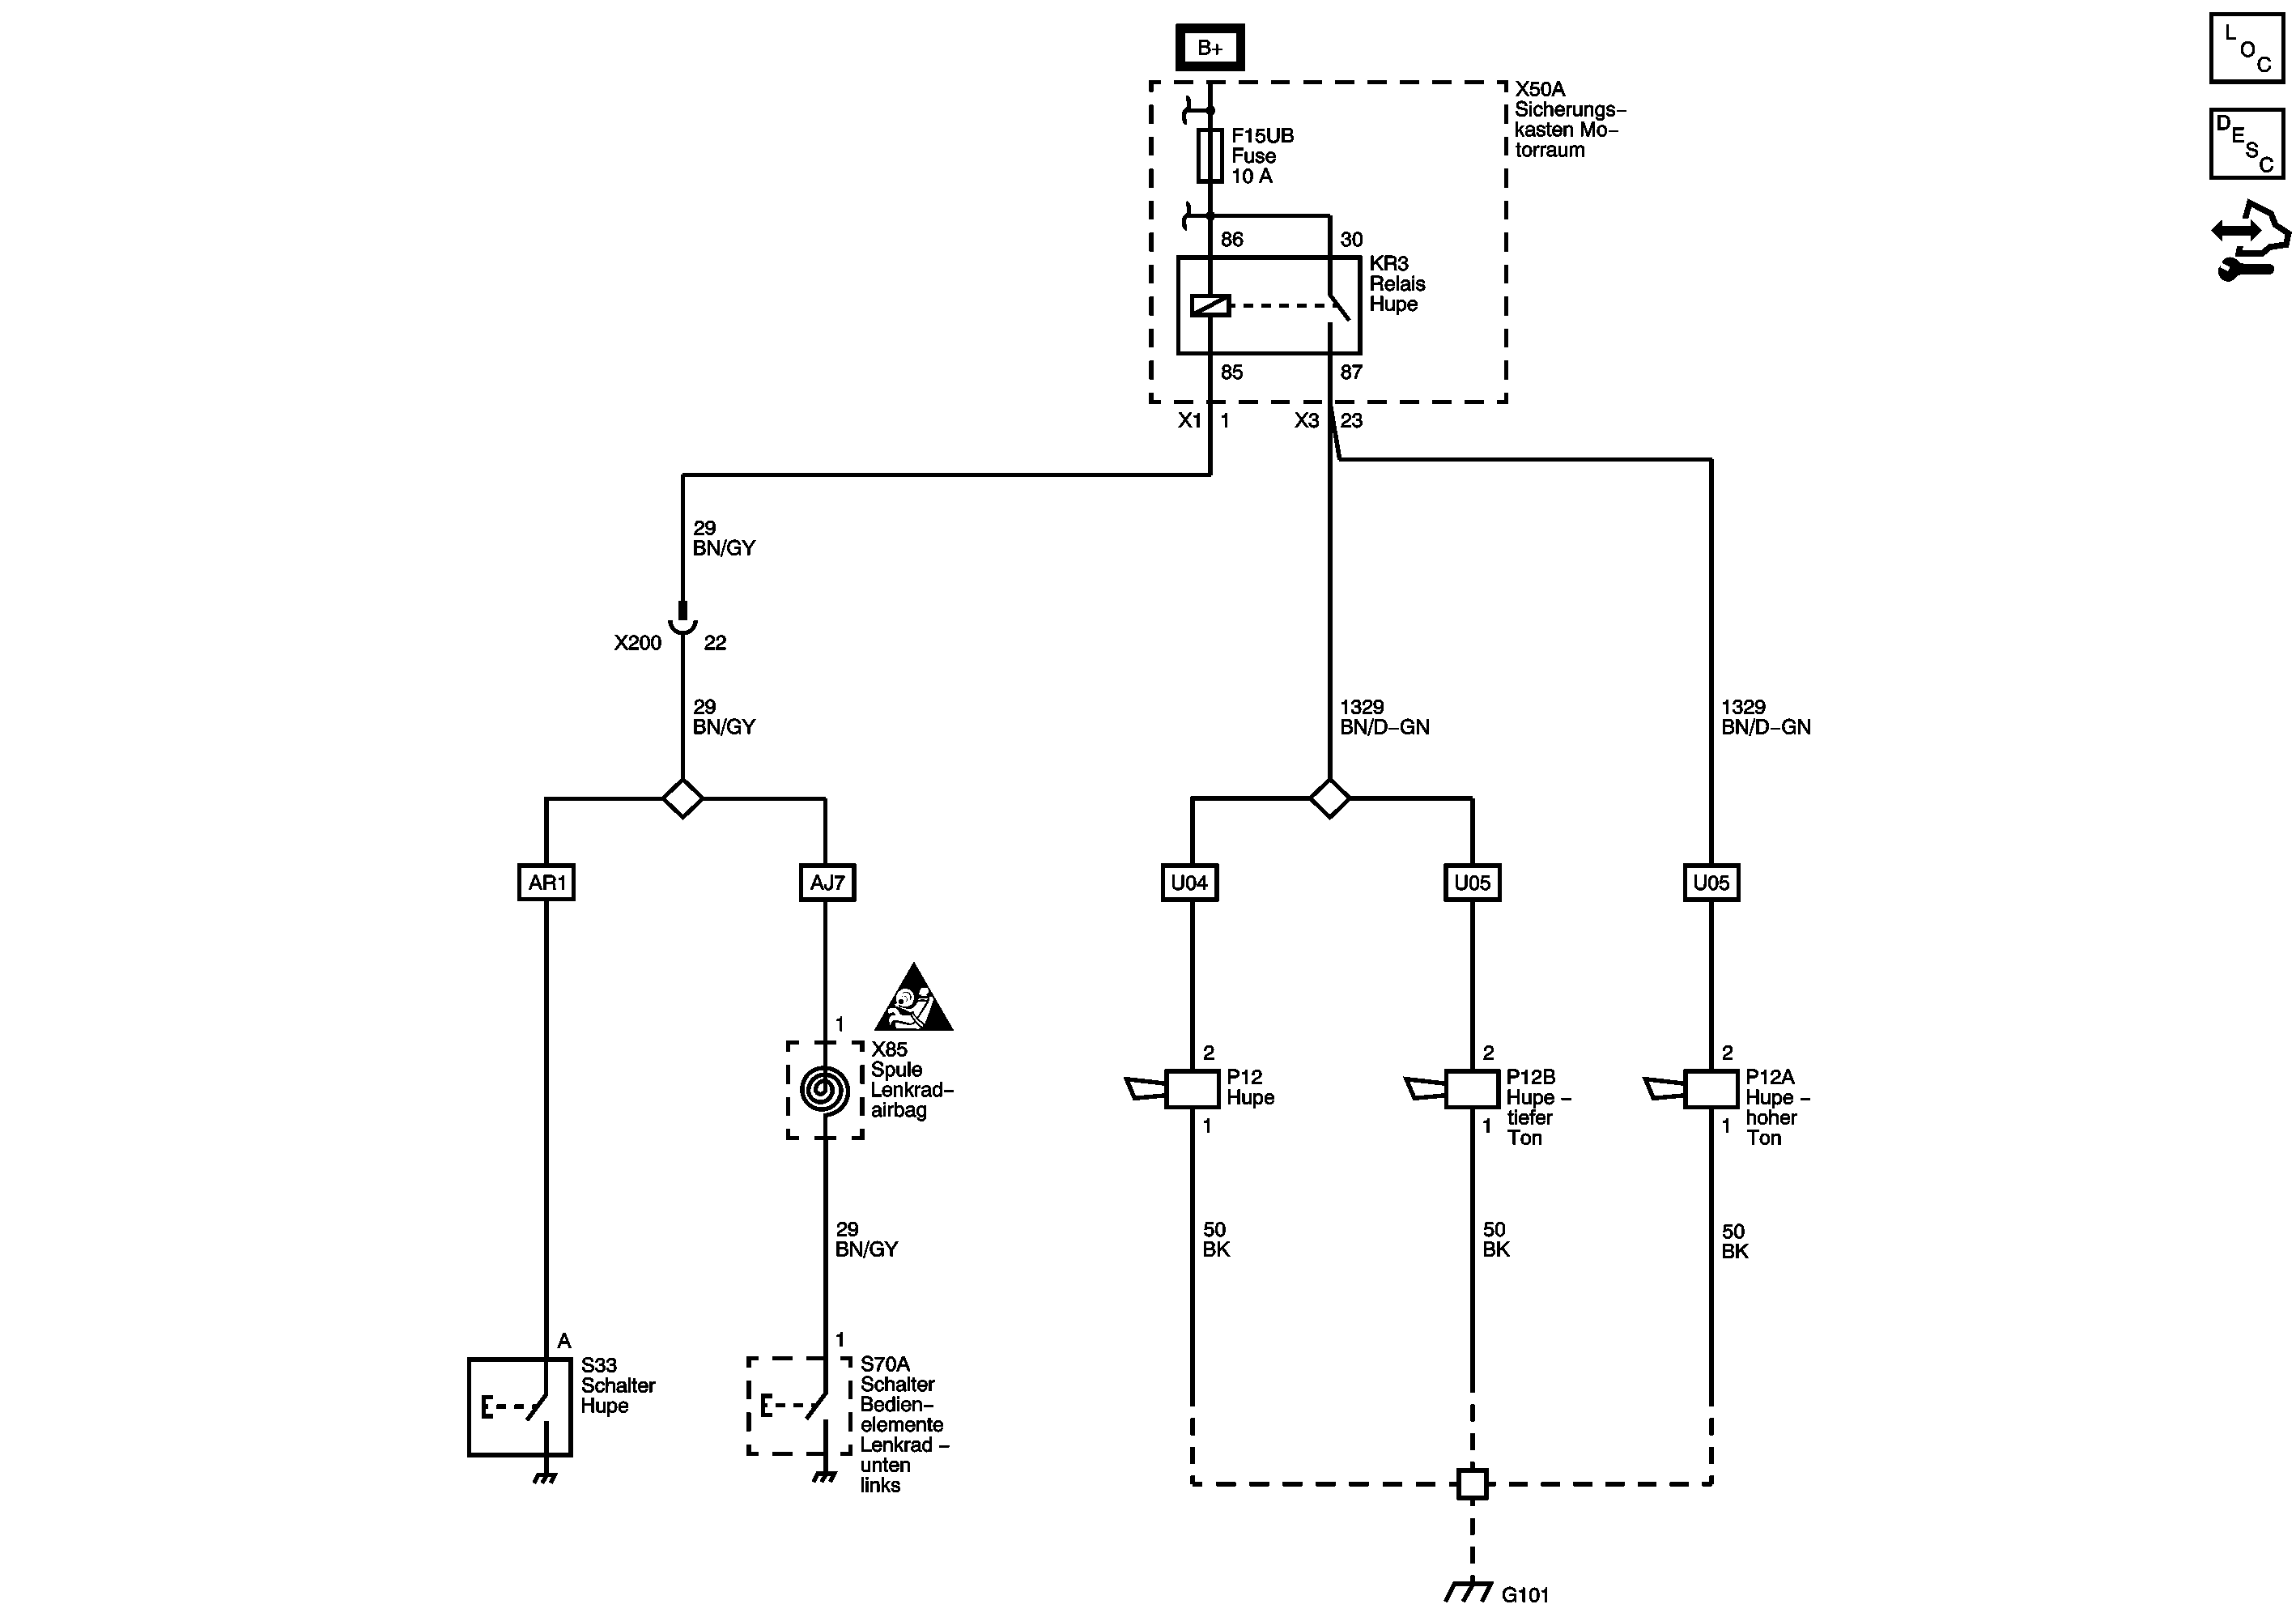 B+
L
O
C
D
E
S
C
X50A
Sicherungs–
kasten Mo–
torraum
F15UB
Fuse
10 A
86
30
KR3
Relais
Hupe
85
87
X1
1
X3
23
29
BN/GY
X200
22
29
BN/GY
1329
BN/D–GN
1329
BN/D–GN
AR1
AJ7
U04
U05
U05
1
X85
Spule
Lenkrad–
airbag
2
P12
Hupe
1
2
P12B
Hupe –
tiefer
Ton
1
2
P12A
Hupe –
hoher
Ton
1
29
BN/GY
50
BK
50
BK
50
BK
A
S33
Schalter
Hupe
1
S70A
Schalter
Bedien–
elemente
Lenkrad –
unten
links
G101